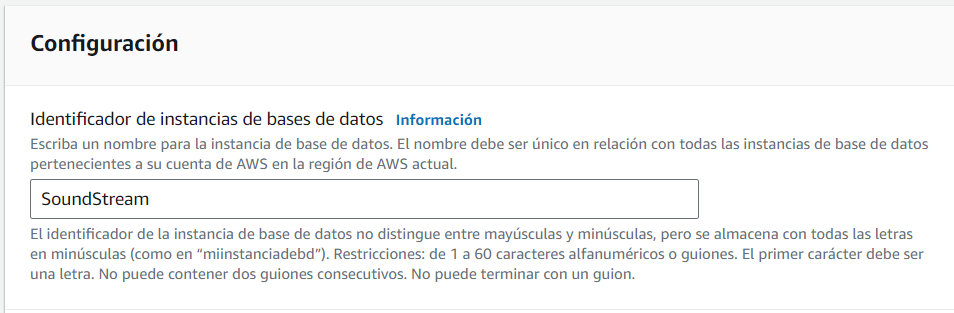 Configuración
Identificador de instancias de bases de datos Información
Escriba un nombre para la instancia de base de datos. El nombre debe ser único en relación con todas las instancias de base de datos
pertenecientes a su cuenta de AWS en la región de AWS actual.
SoundStream
El identificador de la instancia de base de datos no distingue entre mayúsculas y minúsculas, pero se almacena con todas las letras
en minúsculas (como en “miinstanciadebd”). Restricciones: de 1 a 60 caracteres alfanuméricos o guiones. El primer carácter debe ser
una letra. No puede contener dos guiones consecutivos. No puede terminar con un guion.